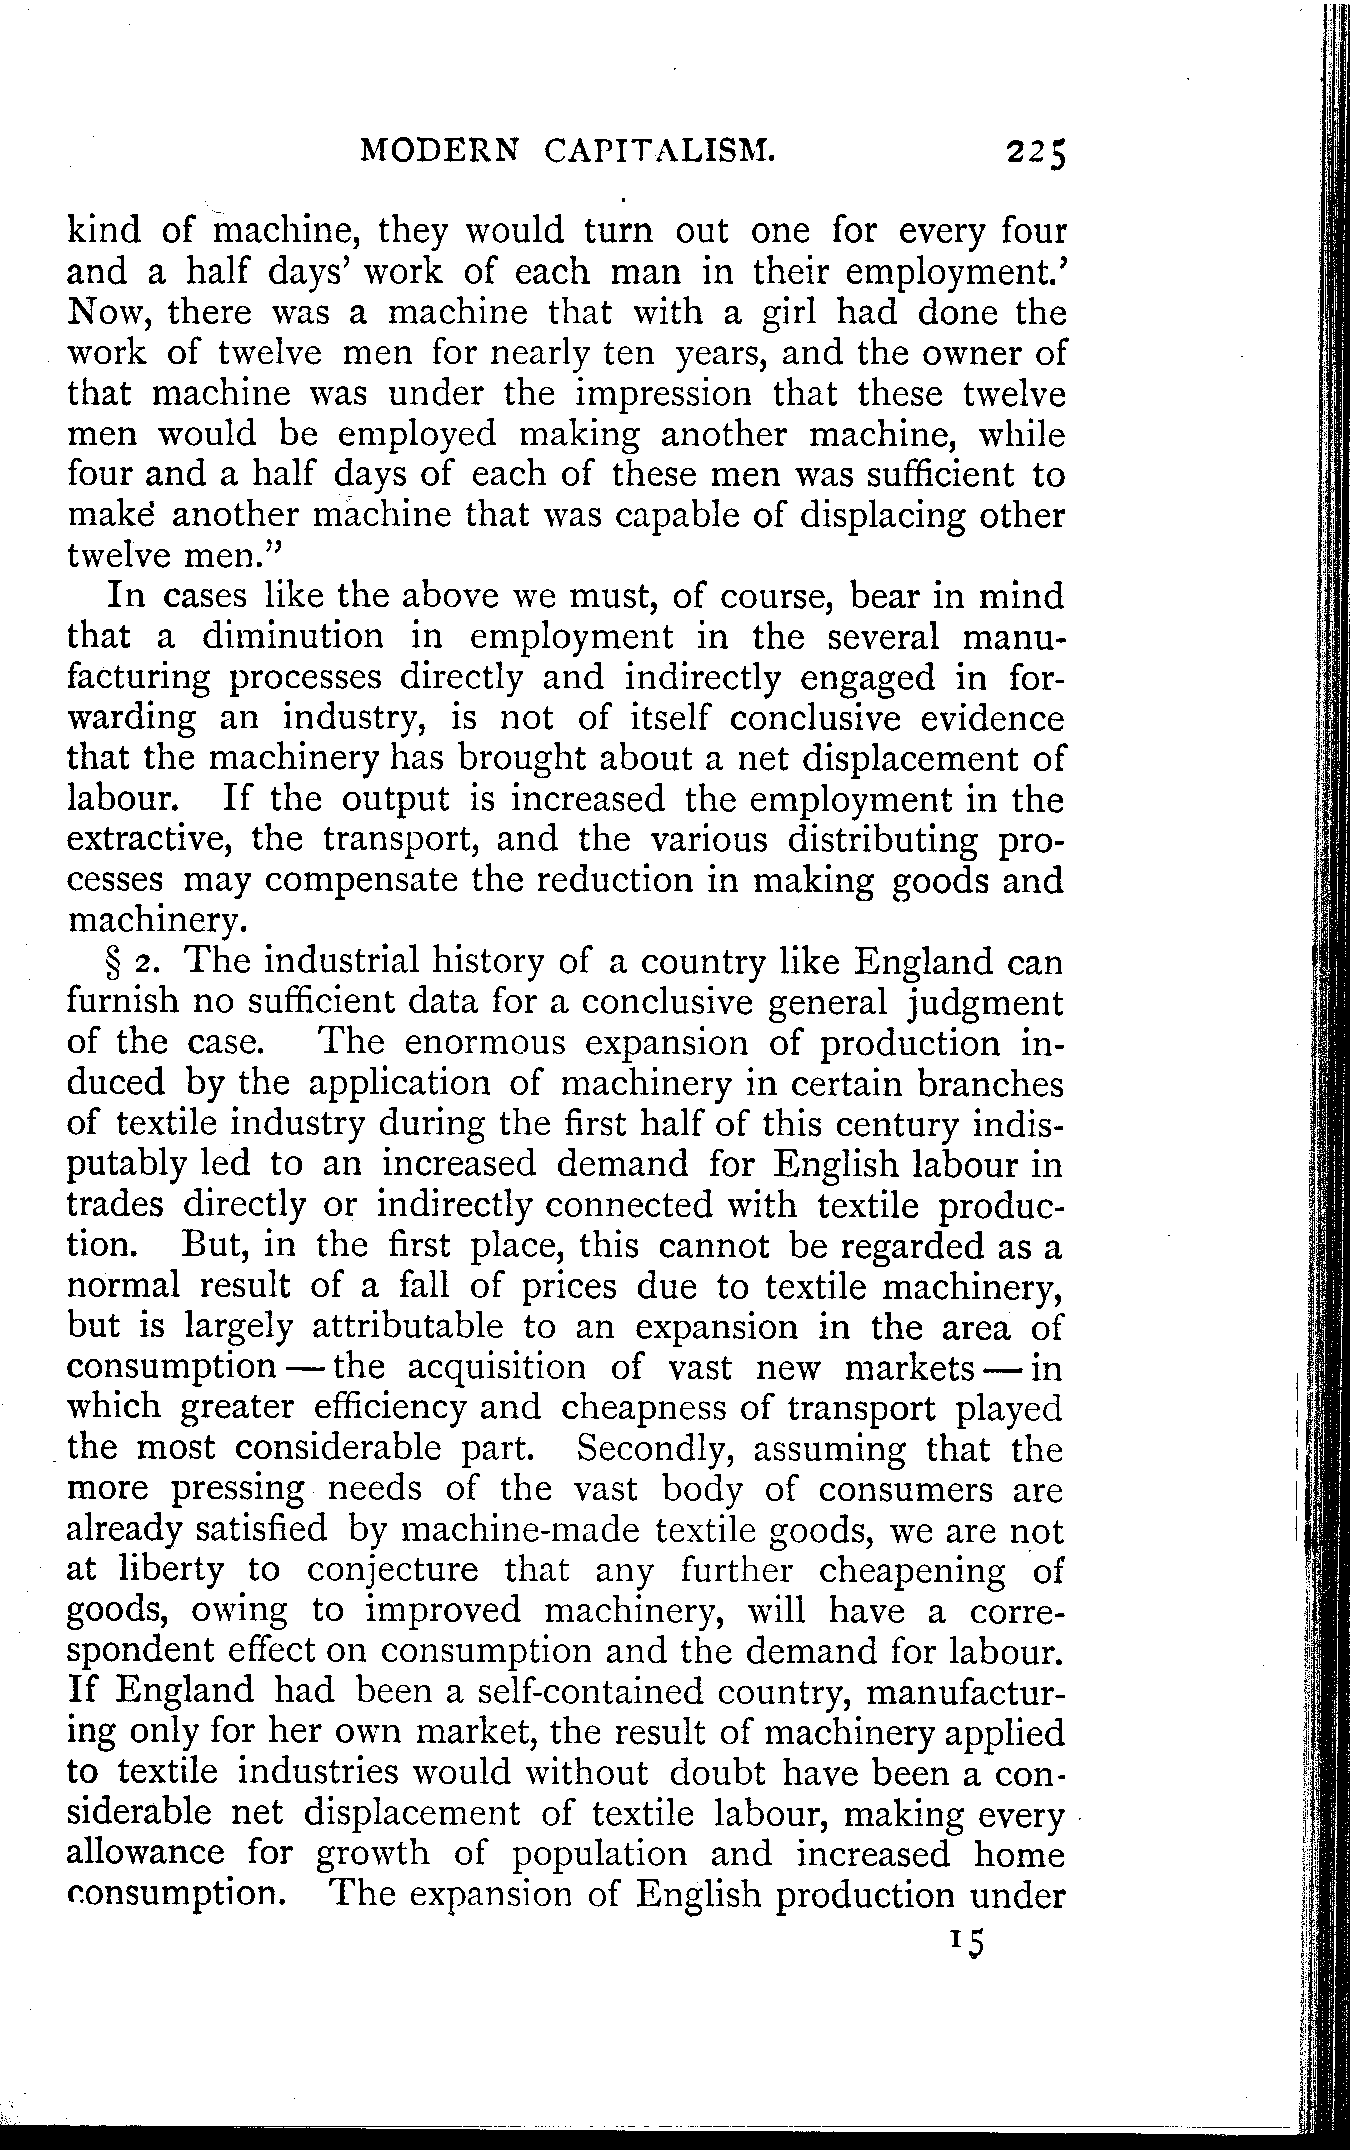 MODERN CAPITALISM. 225
kind of machine, they would turn out one for every four
and a half days' work of each man in their employment.'
Now, there was a machine that with a girl had done the
work of twelve men for nearly ten years, and the owner of
that machine was under the impression that these twelve
men would be employed making another machine, while
four and a half days of each of these men was sufficient to
make another machine that was capable of displacing other
twelve men."
In cases like the above we must, of course, bear in mind
that a diminution in employment in the several manu-
facturing processes directly and indirectly engaged in for-
warding an industry, is not of itself conclusive evidence
that the machinery has brought about a net displacement of
labour. If the output is increased the employment in the
extractive, the transport, and the various distributing pro-
cesses may compensate the reduction in making goods and
machinery.
§ 2. The industrial history of a country like England can
furnish no sufficient data for a conclusive general judgment
of the case. The enormous expansion of production in-
duced by the application of machinery in certain branches
of textile industry during the first half of this century indis-
putably led to an increased demand for English labour in
trades directly or indirectly connected with textile produc-
tion. But, in the first place, this cannot be regarded as a
normal result of a fall of prices due to textile machinery,
but is largely attributable to an expansion in the area of
consumption — the acquisition of vast new markets — in
which greater efficiency and cheapness of transport played
the most considerable part. Secondly, assuming that the
more pressing needs of the vast body of consumers are
already satisfied by machine-made textile goods, we are not
at liberty to conjecture that any further cheapening of
goods, owing to improved machinery, will have a corre-
spondent effect on consumption and the demand for labour.
If England had been a self-contained country, manufactur-
ing only for her own market, the result of machinery applied
to textile industries would without doubt have been a con-
siderable net displacement of textile labour, making every
allowance for growth of population and increased home
consumption. The expansion of English production under
15